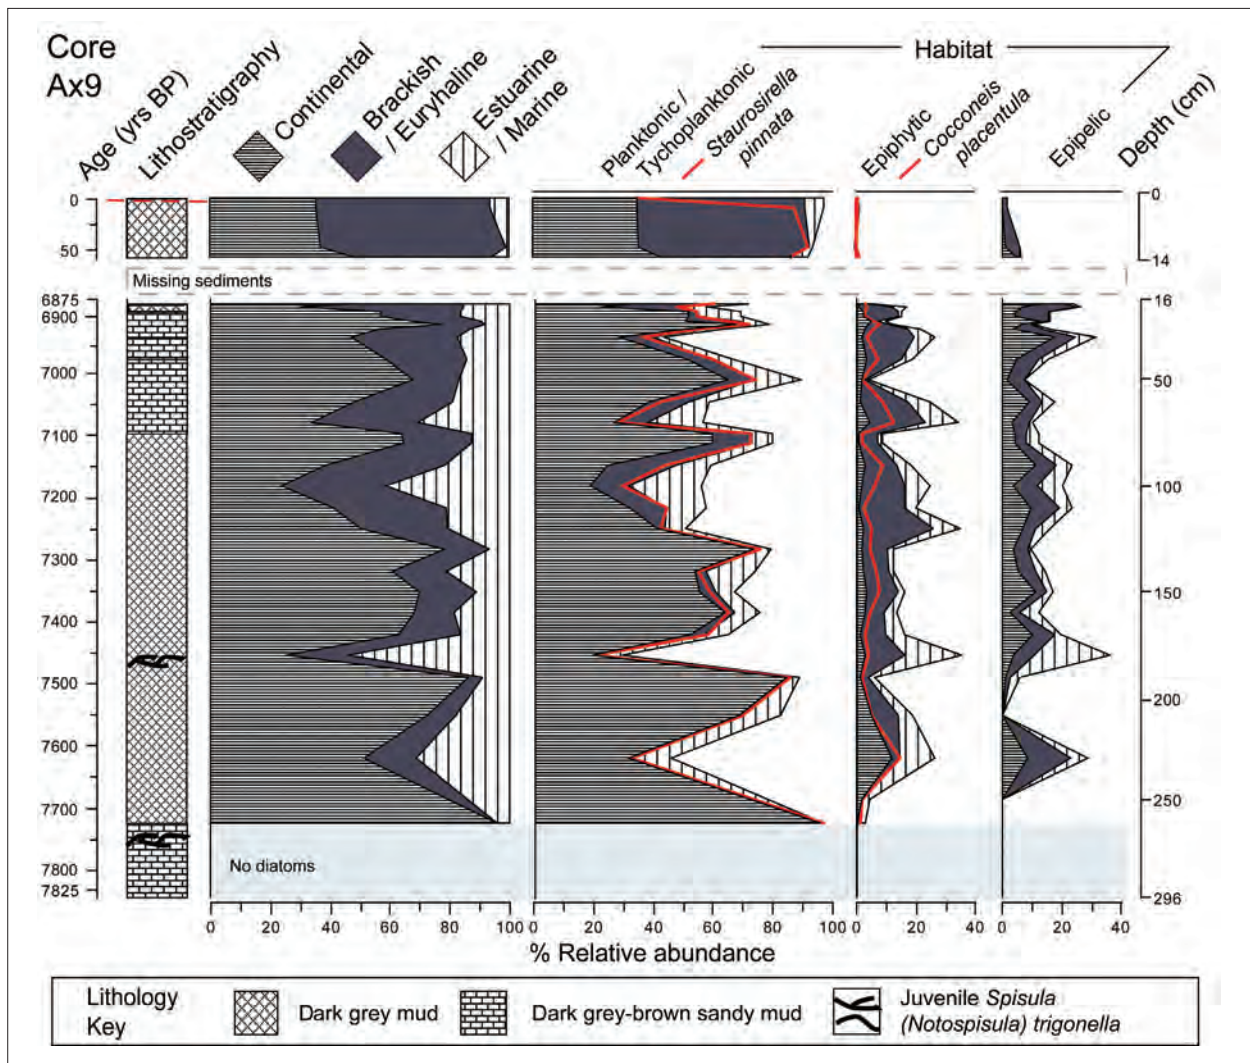 Core
Ax9
Age (yrs BP)
Lithostratigraphy
Continental
Brackish
/ Euryhaline
Estuarine
/ Marine
Planktonic /
Tychoplanktonic
Staurosirella
pinnata
Habitat
Epiphytic
Cocconeis
placentula
Epipelic
Depth (cm)
0
50
0
14
Missing sediments
6875
6900
7000
7100
7200
7300
7400
7500
7600
7700
7800
7825
16
50
100
150
200
250
296
No diatoms
0 20 40 60 80 100
0 20 40 60 80 100
0 20 40
0 20 40
% Relative abundance
Lithology
Key
Dark grey mud
Dark grey-brown sandy mud
Juvenile Spisula
(Notospisula) trigonella